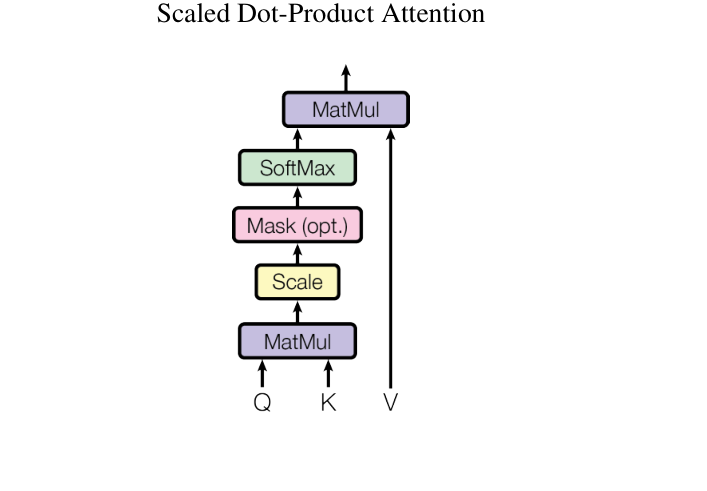 Scaled Dot-Product Attention
MatMul
SoftMax
Mask (opt.)
Scale
MatMul
Q K V